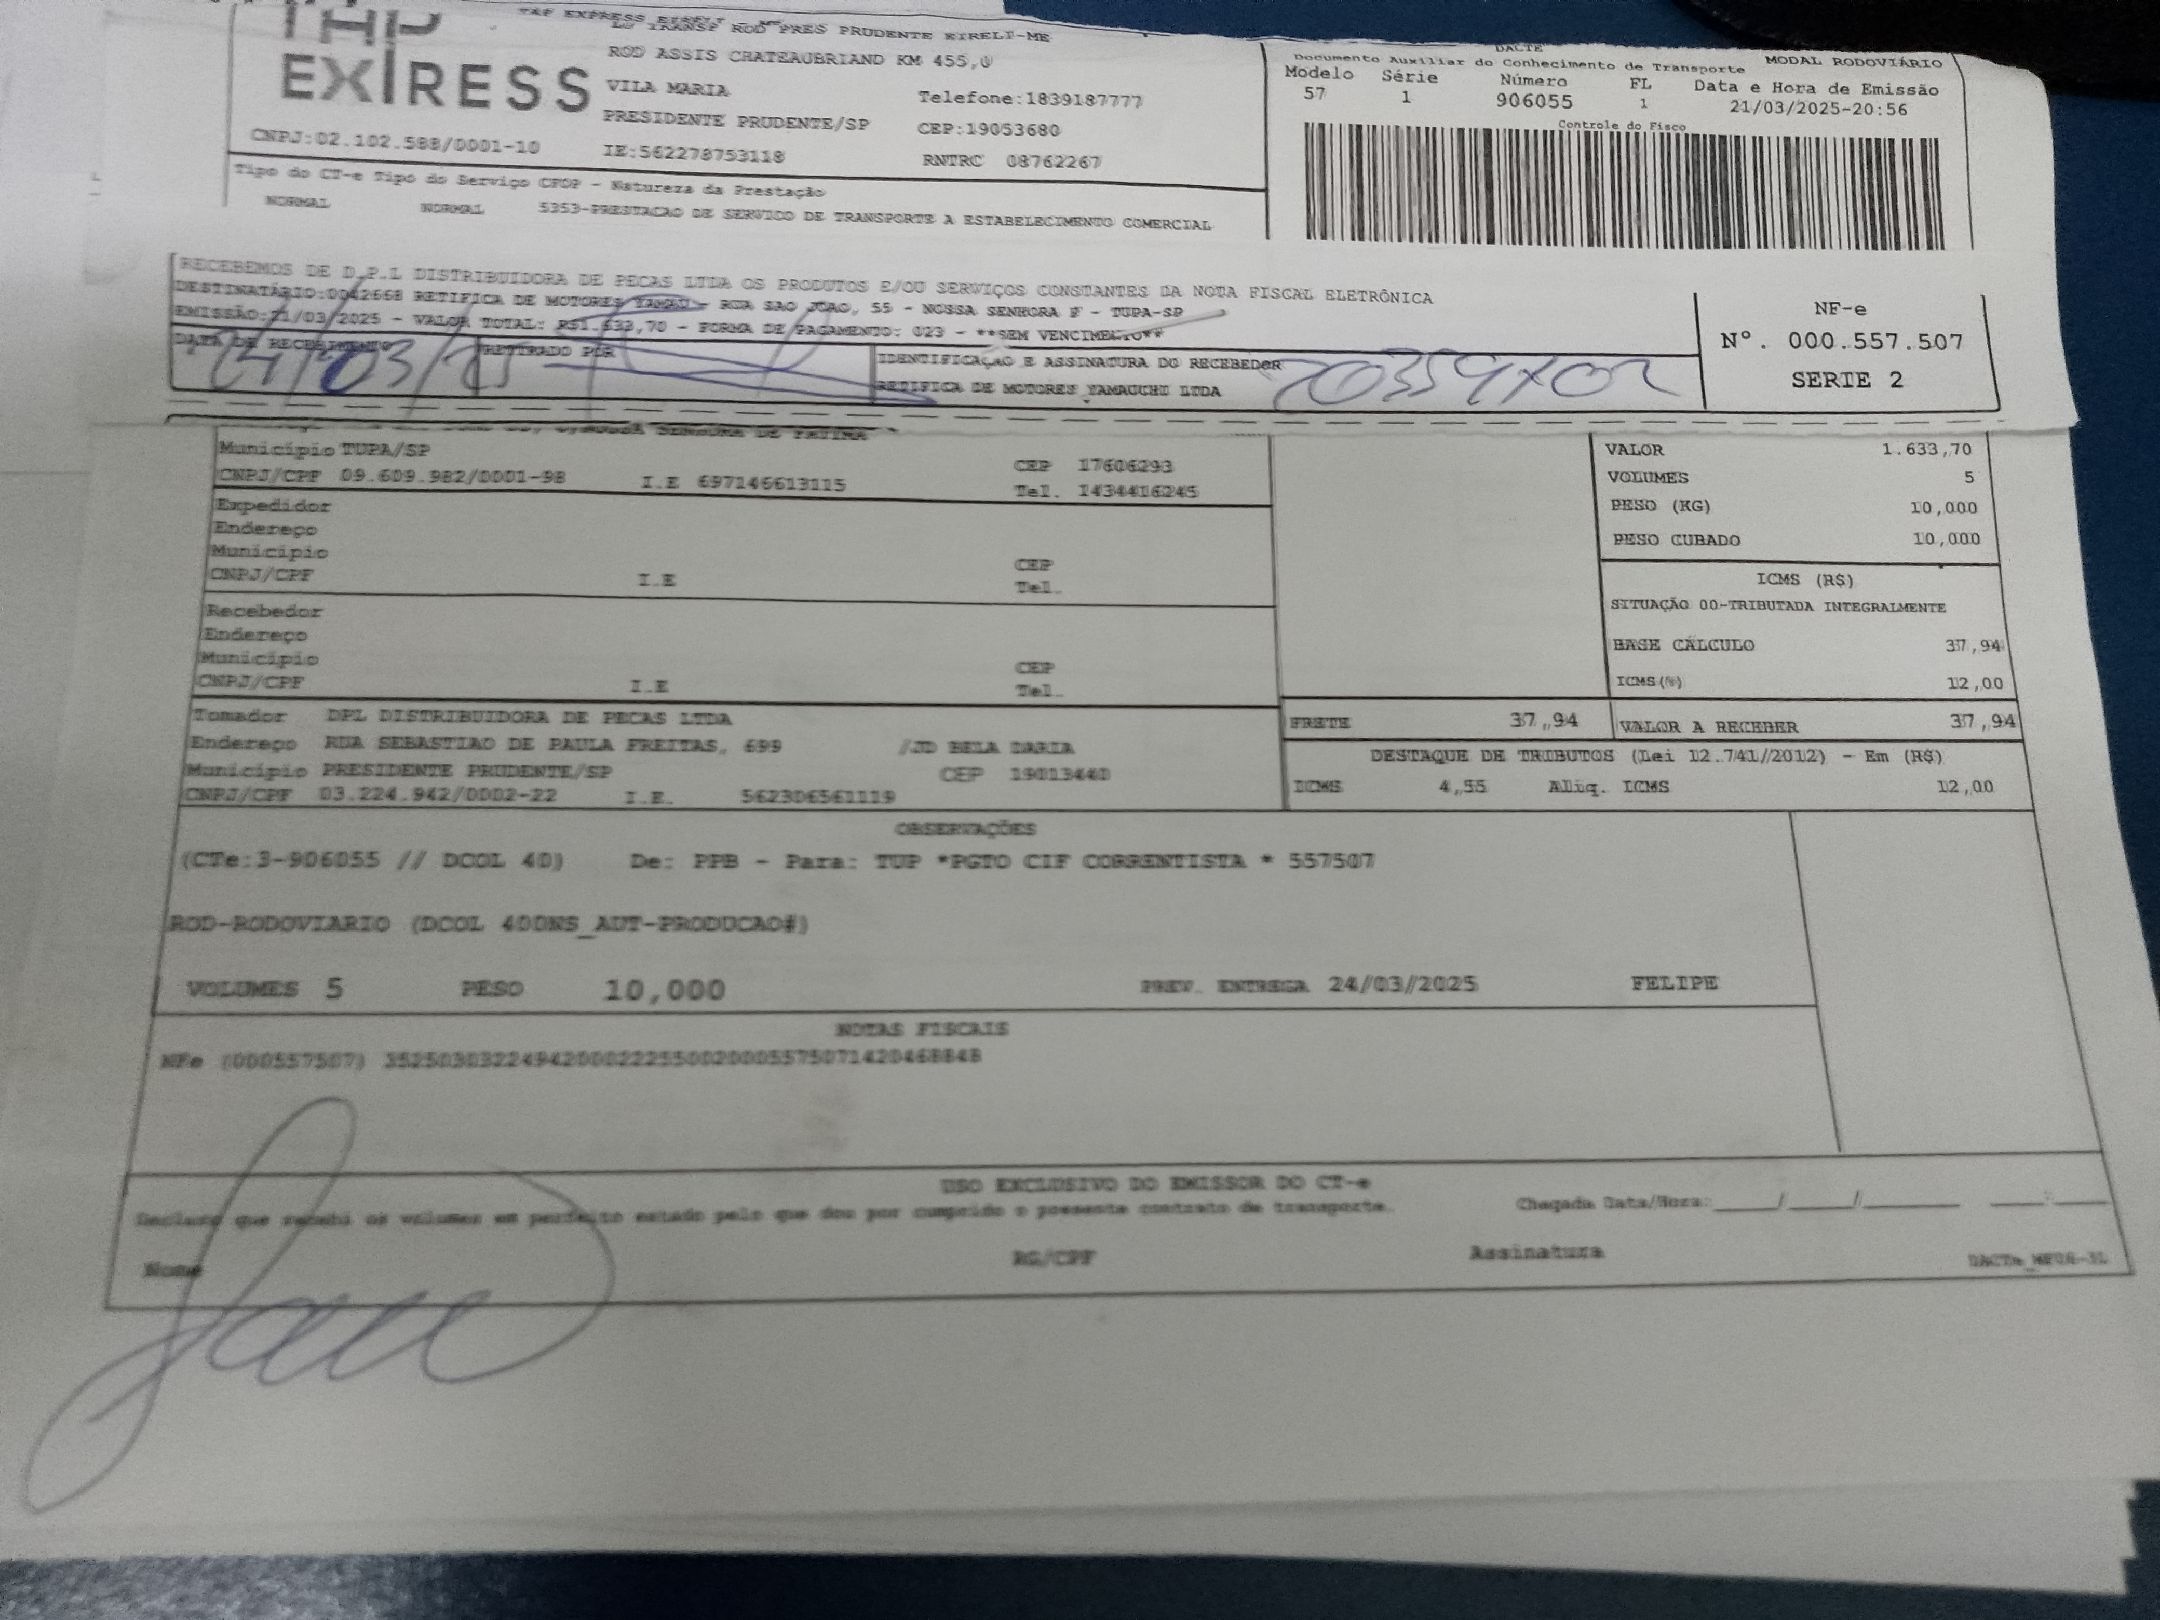 TAP
EXPRESS
TAP EXPRESS EIRELI - ME
LU TRANSP ROD PRES PRUDENTE EIRELI-ME
ROD ASSIS CHATEAUBRIAND KM 455,0
VILA MARIA Telefone:1839187777
PRESIDENTE PRUDENTE/SP CEP:19053680
CNPJ:02.102.588/0001-10 IE:562278753118 RNTRC 08762267
Tipo do CT-e Tipo do Serviço CFOP - Natureza da Prestação
NORMAL NORMAL 5353-PRESTACAO DE SERVICO DE TRANSPORTE A ESTABELECIMENTO COMERCIAL
DACTE
Documento Auxiliar do Conhecimento de Transporte MODAL RODOVIÁRIO
Modelo Série Número FL Data e Hora de Emissão
57 1 906055 1 21/03/2025-20:56
Controle do Fisco
RECEBEMOS DE D.P.L DISTRIBUIDORA DE PECAS LTDA OS PRODUTOS E/OU SERVIÇOS CONSTANTES DA NOTA FISCAL ELETRÔNICA
DESTINATÁRIO:0042668 RETIFICA DE MOTORES YAMAU - RUA SAO JOAO, 55 - NOSSA SENHORA F - TUPA-SP
EMISSÃO:21/03/2025 - VALOR TOTAL: R$1.633,70 - FORMA DE PAGAMENTO: 023 - **SEM VENCIMENTO**
DATA DE RECEBIMENTO RETIRADO POR IDENTIFICAÇÃO E ASSINATURA DO RECEBEDOR
24/03/25
RETIFICA DE MOTORES YAMAUCHU LTDA
NF-e
Nº. 000.557.507
SERIE 2
Município TUPA/SP CEP 17606293
CNPJ/CPF 09.609.982/0001-98 I.E 697146613115 Tel. 1434416245
Expedidor
Endereço
Município CEP
CNPJ/CPF I.E Tel.
Recebedor
Endereço
Município CEP
CNPJ/CPF I.E Tel.
Tomador DPL DISTRIBUIDORA DE PECAS LTDA
Endereço RUA SEBASTIAO DE PAULA FREITAS, 699 /JD BELA DARIA
Município PRESIDENTE PRUDENTE/SP CEP 19013440
CNPJ/CPF 03.224.942/0002-22 I.E. 562306561119
VALOR 1.633,70
VOLUMES 5
PESO (KG) 10,000
PESO CUBADO 10,000
ICMS (R$)
SITUAÇÃO 00-TRIBUTADA INTEGRALMENTE
BASE CÁLCULO 37,94
ICMS(%) 12,00
FRETE 37,94 VALOR A RECEBER 37,94
DESTAQUE DE TRIBUTOS (Lei 12.741/2012) - Em (R$)
ICMS 4,55 Aliq. ICMS 12,00
OBSERVAÇÕES
(CTe:3-906055 // DCOL 40) De: PPB - Para: TUP *PGTO CIF CORRENTISTA * 557507
ROD-RODOVIARIO (DCOL 400NS_AUT-PRODUCAO#)
VOLUMES 5 PESO 10,000 PREV. ENTREGA 24/03/2025 FELIPE
NOTAS FISCAIS
NFe (000557507) 35250303224942000222550020005575071420468848
USO EXCLUSIVO DO EMISSOR DO CT-e
Declaro que recebi os volumes em perfeito estado pelo que dou por cumprido o presente contrato de transporte. Chegada Data/Hora:____/____/______ ____:____
Nome RG/CPF Assinatura